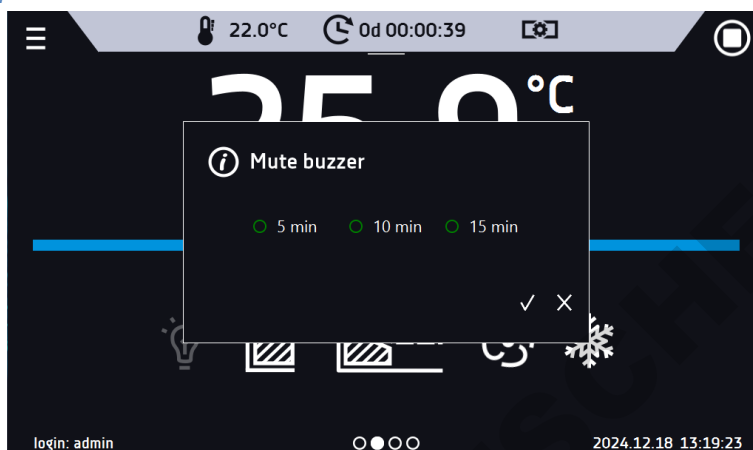 22.0°C 0d 00:00:39
°C
Mute buzzer
5 min 10 min 15 min
login: admin 2024.12.18 13:19:23